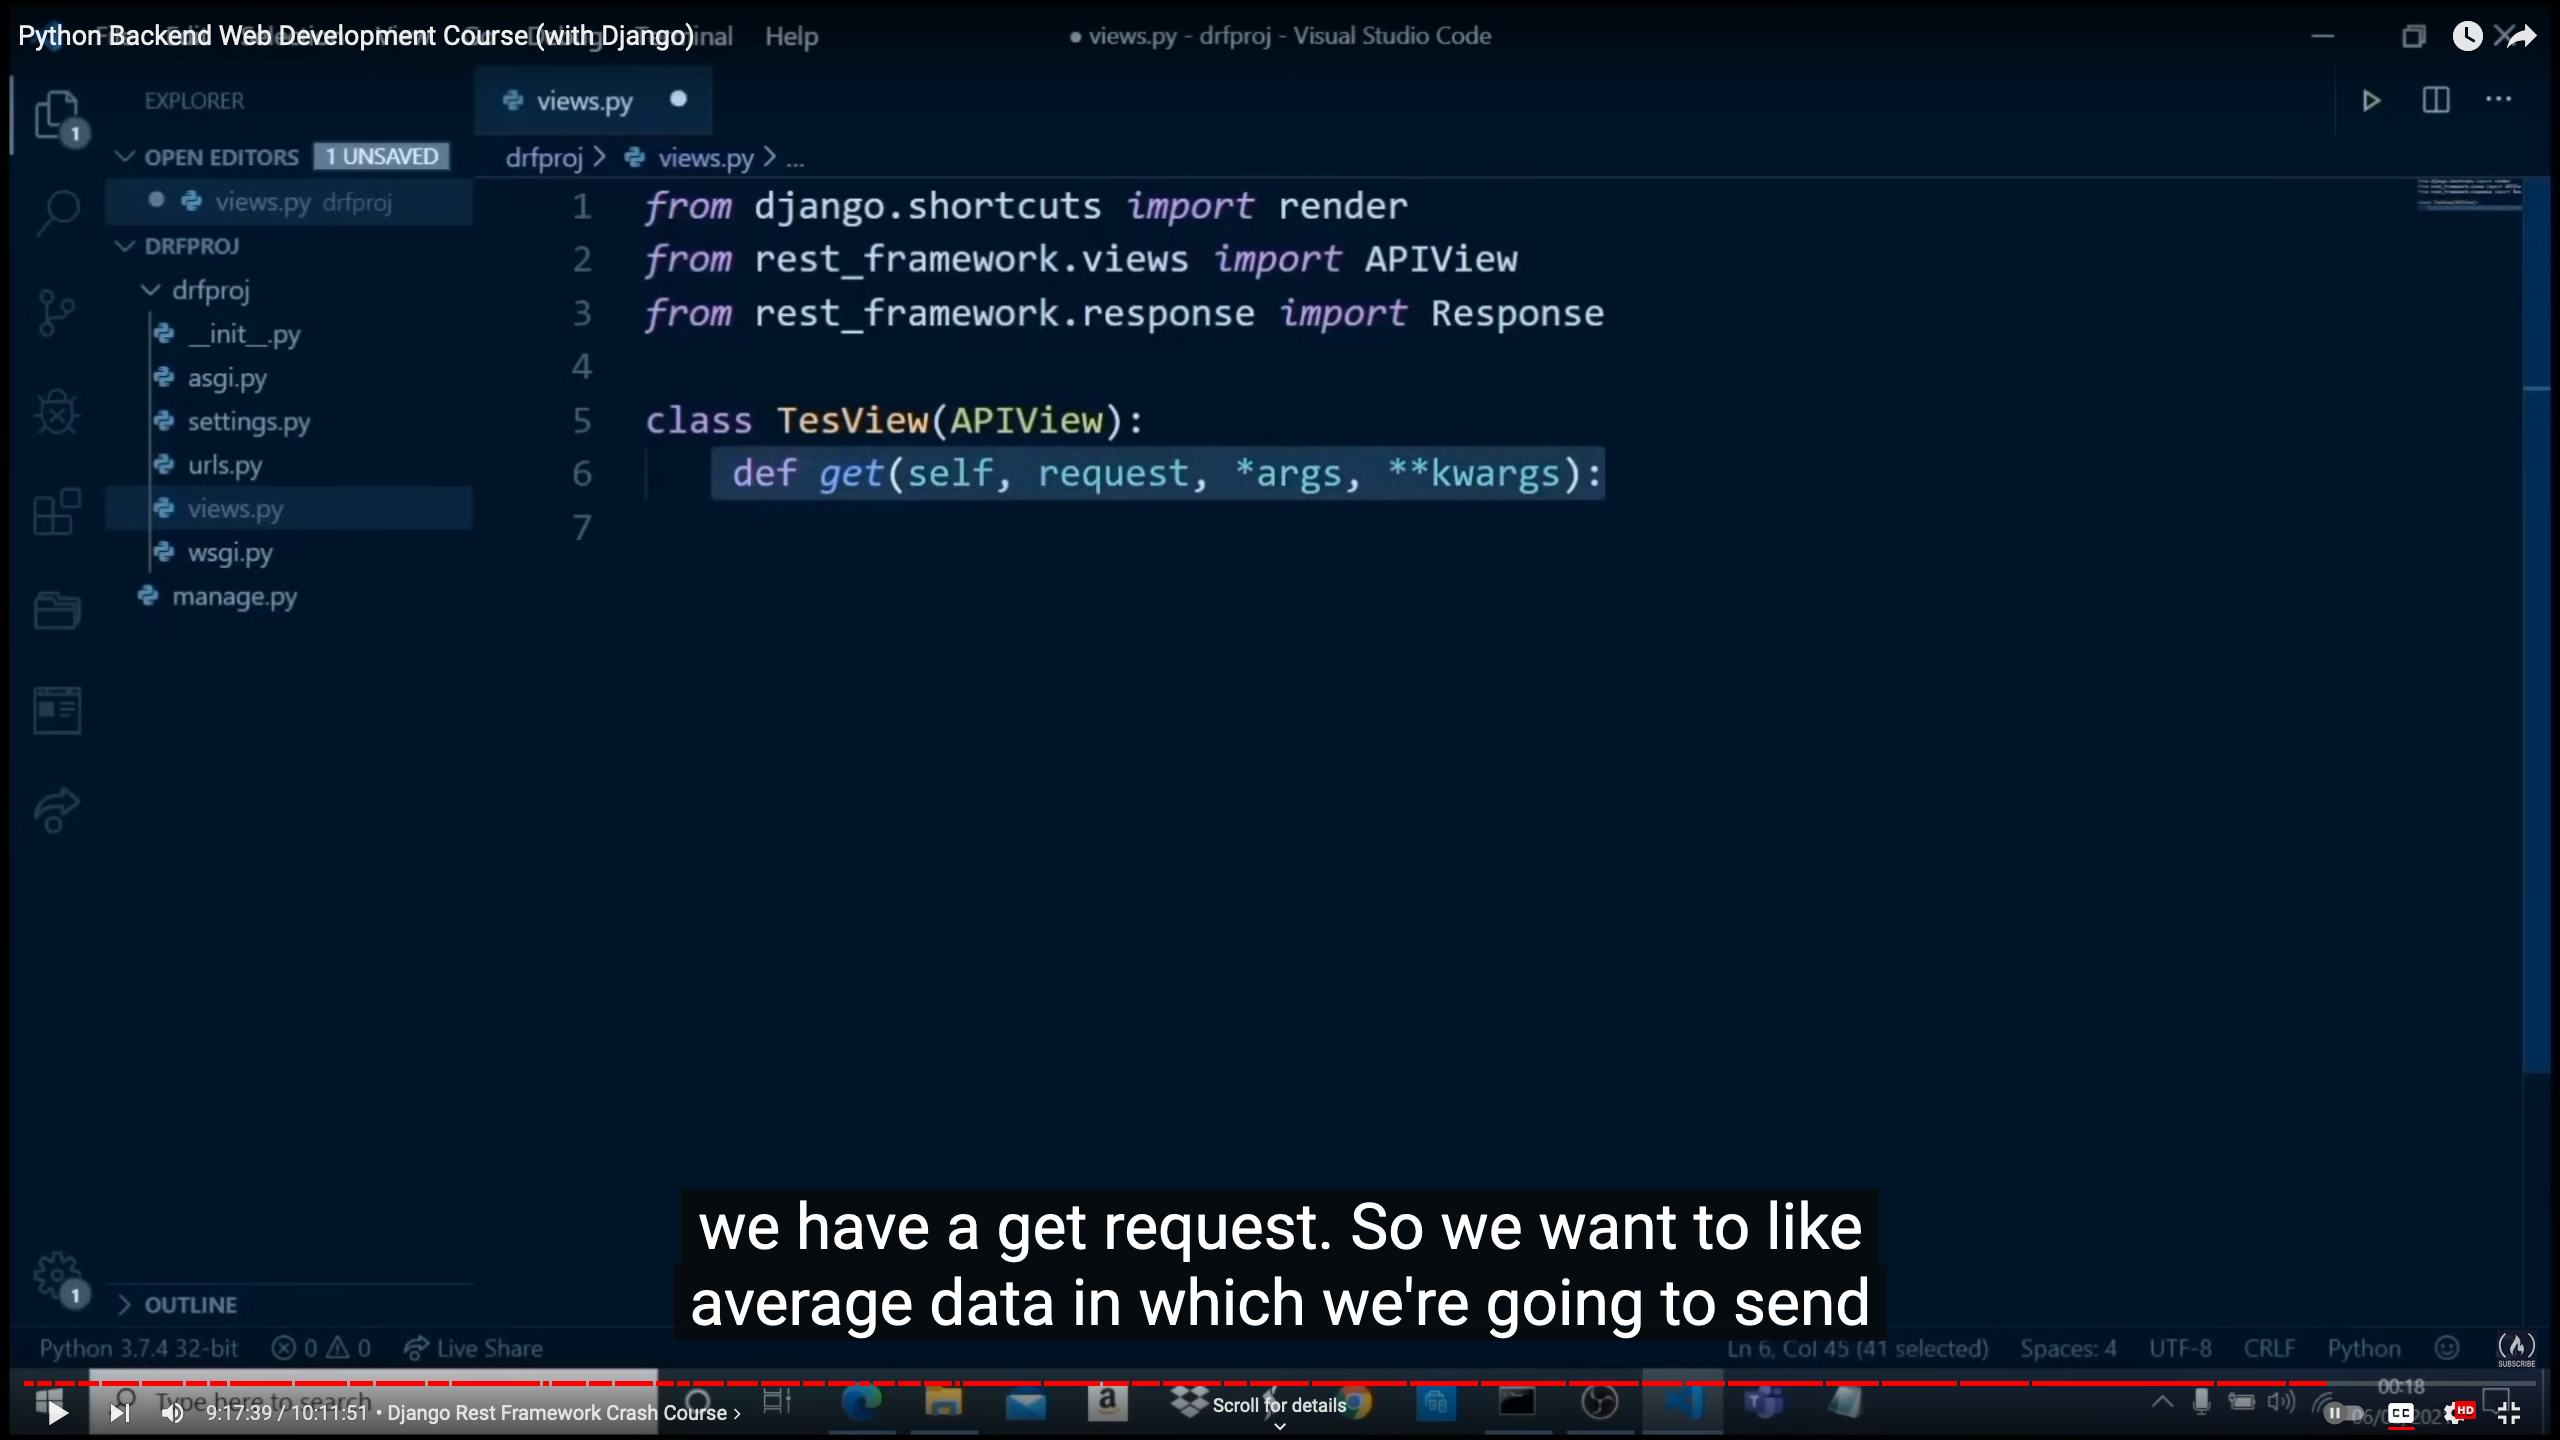 Python Backend Web Development Course (with Django)
Help
views.py - drfproj - Visual Studio Code
EXPLORER
views.py
1
OPEN EDITORS
1 UNSAVED
drfproj > views.py > ...
views.py drfproj
DRFPROJ
drfproj
__init__.py
asgi.py
settings.py
urls.py
views.py
wsgi.py
manage.py
1 from django.shortcuts import render
2 from rest_framework.views import APIView
3 from rest_framework.response import Response
4
5 class TesView(APIView):
6 def get(self, request, *args, **kwargs):
7
we have a get request. So we want to like
average data in which we're going to send
1
OUTLINE
Python 3.7.4 32-bit
0
0
Live Share
Ln 6, Col 45 (41 selected)
Spaces: 4
UTF-8
CRLF
Python
SUBSCRIBE
Type here to search
00:18
9:17:39 / 10:11:51 • Django Rest Framework Crash Course >
Scroll for details
CC
HD